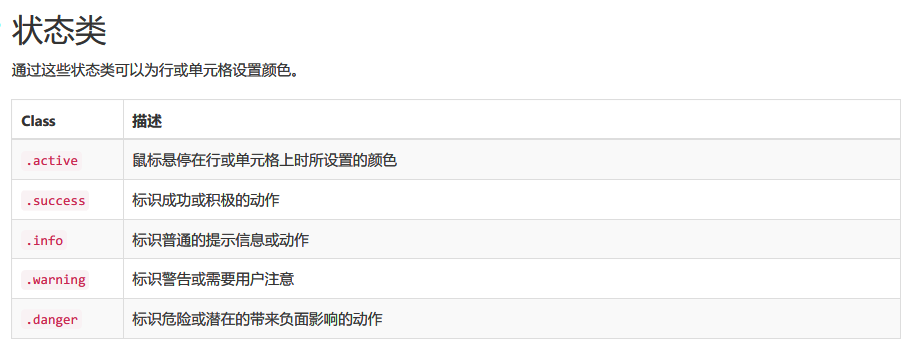 状态类
通过这些状态类可以为行或单元格设置颜色。
Class 描述
.active 鼠标悬停在行或单元格上时所设置的颜色
.success 标识成功或积极的动作
.info 标识普通的提示信息或动作
.warning 标识警告或需要用户注意
.danger 标识危险或潜在的带来负面影响的动作